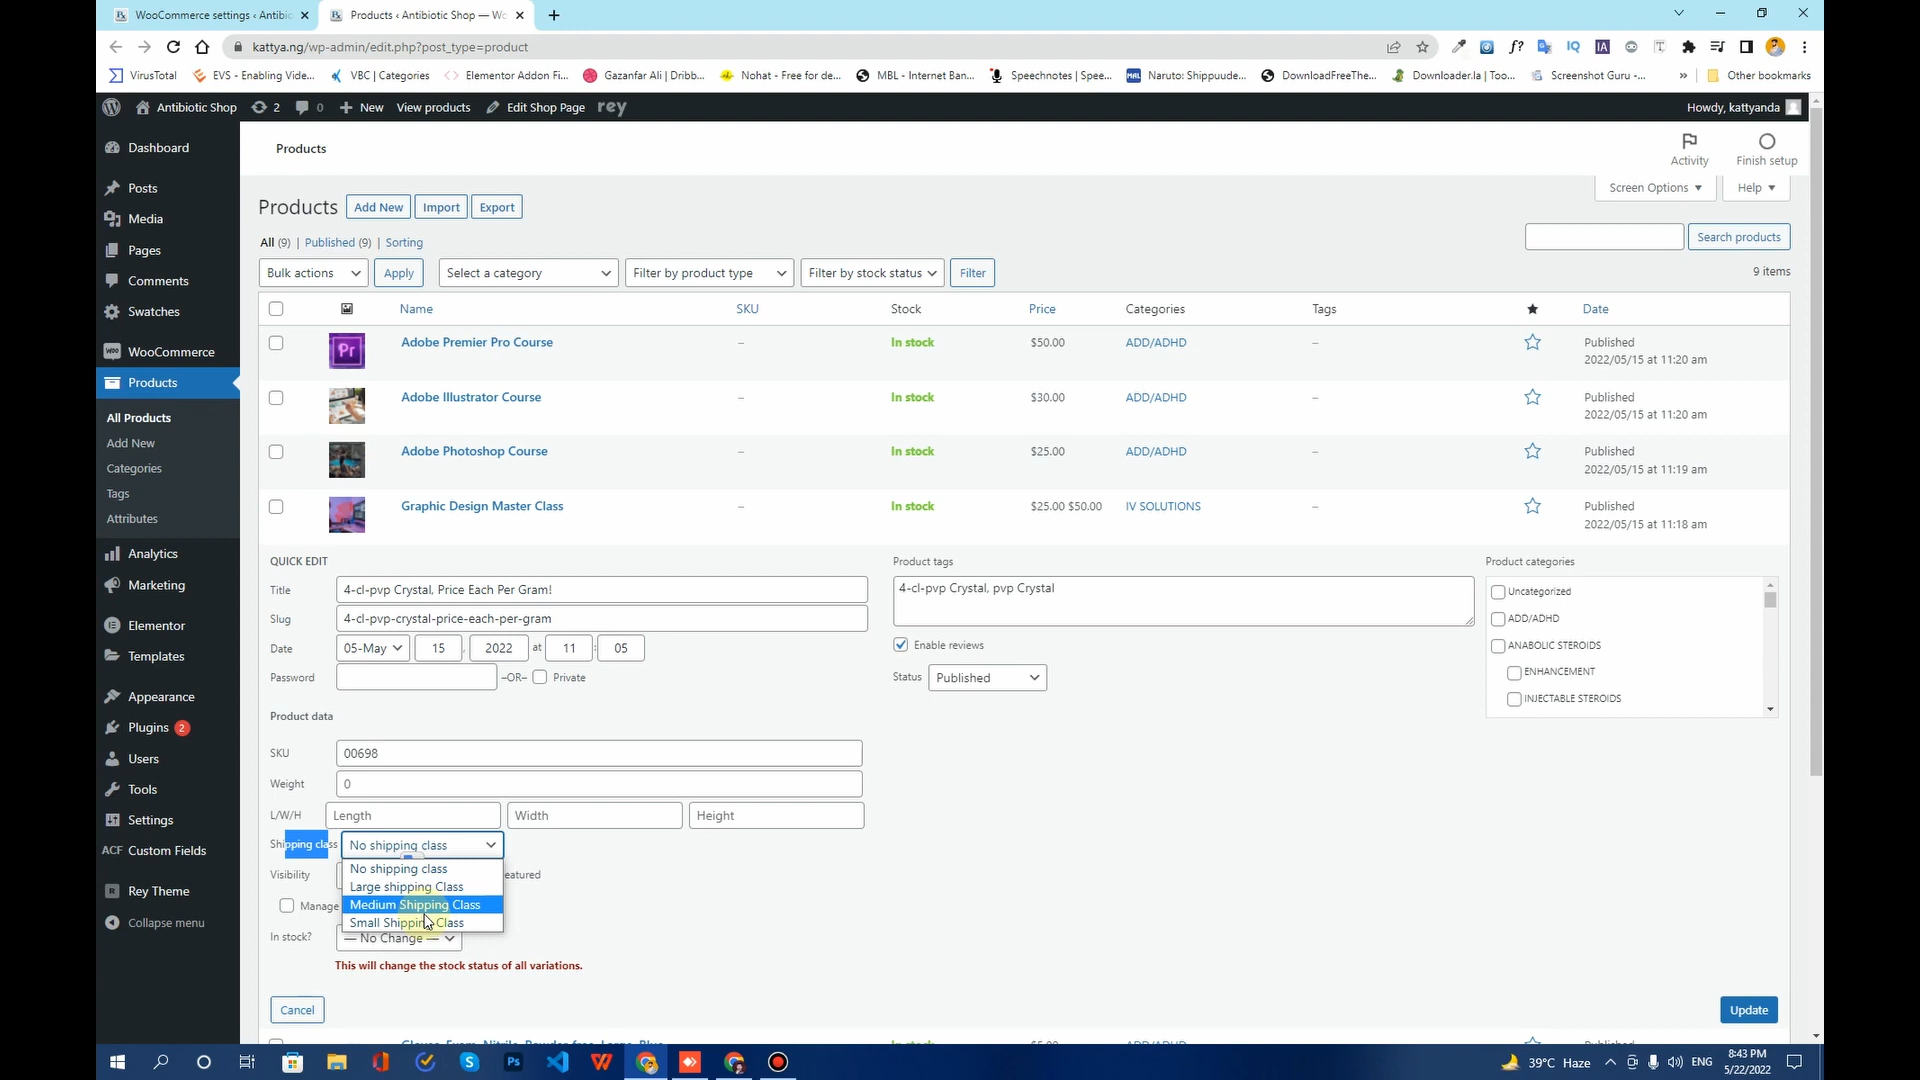 WooCommerce settings ‹ Antibio
Products ‹ Antibiotic Shop — Wo
kattya.ng/wp-admin/edit.php?post_type=product
VirusTotal
EVS - Enabling Vide...
VBC | Categories
Elementor Addon Fi...
Gazanfar Ali | Dribb...
Nohat - Free for de...
MBL - Internet Ban...
Speechnotes | Spee...
Naruto: Shippuude...
DownloadFreeThe...
Downloader.la | Too...
Screenshot Guru -...
»
Other bookmarks
Antibiotic Shop
2
0
New
View products
Edit Shop Page
rey
Howdy, kattyanda
Dashboard
Posts
Media
Pages
Comments
Swatches
WooCommerce
Products
All Products
Add New
Categories
Tags
Attributes
Analytics
Marketing
Elementor
Templates
Appearance
Plugins 2
Users
Tools
Settings
ACF Custom Fields
Rey Theme
Collapse menu
Products
Activity
Finish setup
Screen Options
Help
Products
Add New
Import
Export
All (9) | Published (9) | Sorting
Search products
Bulk actions
Apply
Select a category
Filter by product type
Filter by stock status
Filter
9 items
Name SKU Stock Price Categories Tags Date
Pr Adobe Premier Pro Course – In stock $50.00 ADD/ADHD – Published
2022/05/15 at 11:20 am
Adobe Illustrator Course – In stock $30.00 ADD/ADHD – Published
2022/05/15 at 11:20 am
Adobe Photoshop Course – In stock $25.00 ADD/ADHD – Published
2022/05/15 at 11:19 am
Graphic Design Master Class – In stock $25.00 $50.00 IV SOLUTIONS – Published
2022/05/15 at 11:18 am
QUICK EDIT
Title 4-cl-pvp Crystal, Price Each Per Gram!
Slug 4-cl-pvp-crystal-price-each-per-gram
Date 05-May 15 , 2022 at 11 : 05
Password –OR– Private
Product data
SKU 00698
Weight 0
L/W/H Length Width Height
Shipping class No shipping class
No shipping class
Large shipping Class
Medium Shipping Class
Small Shipping Class
Visibility
eatured
Manage
In stock? — No Change —
This will change the stock status of all variations.
Product tags
4-cl-pvp Crystal, pvp Crystal
Enable reviews
Status Published
Product categories
Uncategorized
ADD/ADHD
ANABOLIC STEROIDS
ENHANCEMENT
INJECTABLE STEROIDS
Cancel
Update
39°C Haze
ENG
8:43 PM
5/22/2022